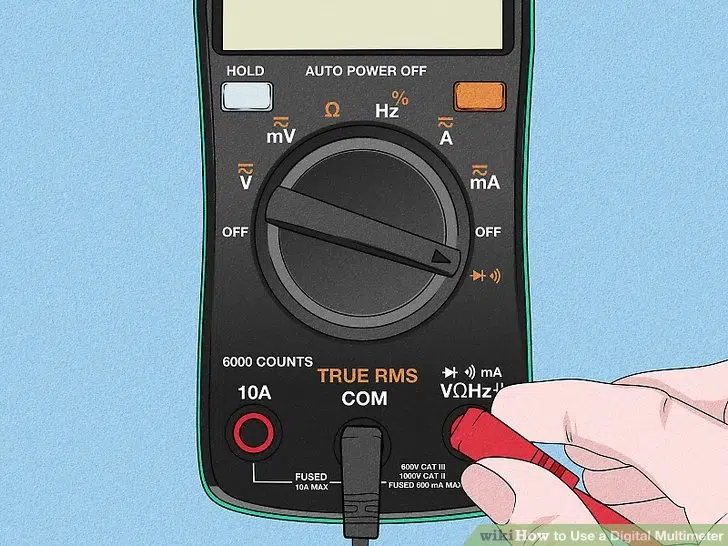 HOLD
AUTO POWER OFF
Ω
Hz%
mV
A
V
mA
OFF
OFF
6000 COUNTS
TRUE RMS
mA
10A
COM
VΩHz
FUSED
10A MAX
600V CAT III
1000V CAT II
FUSED 600 mA MAX
wikiHow to Use a Digital Multimeter